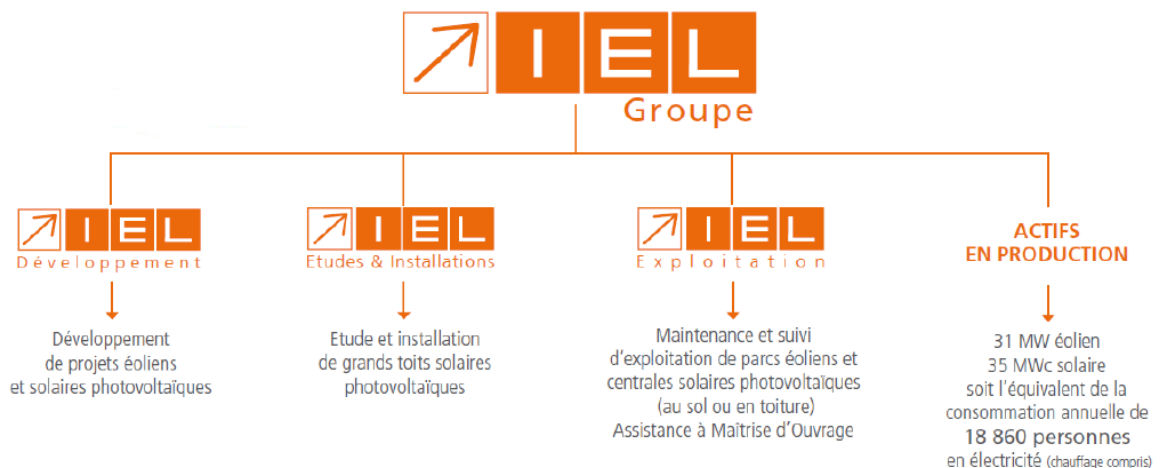 IEL
Groupe
IEL
Développement
Développement
de projets éoliens
et solaires photovoltaïques
IEL
Etudes & Installations
Etude et installation
de grands toits solaires
photovoltaïques
IEL
Exploitation
Maintenance et suivi
d'exploitation de parcs éoliens et
centrales solaires photovoltaïques
(au sol ou en toiture)
Assistance à Maîtrise d'Ouvrage
ACTIFS
EN PRODUCTION
31 MW éolien
35 MWc solaire
soit l'équivalent de la
consommation annuelle de
18 860 personnes
en électricité (chauffage compris)